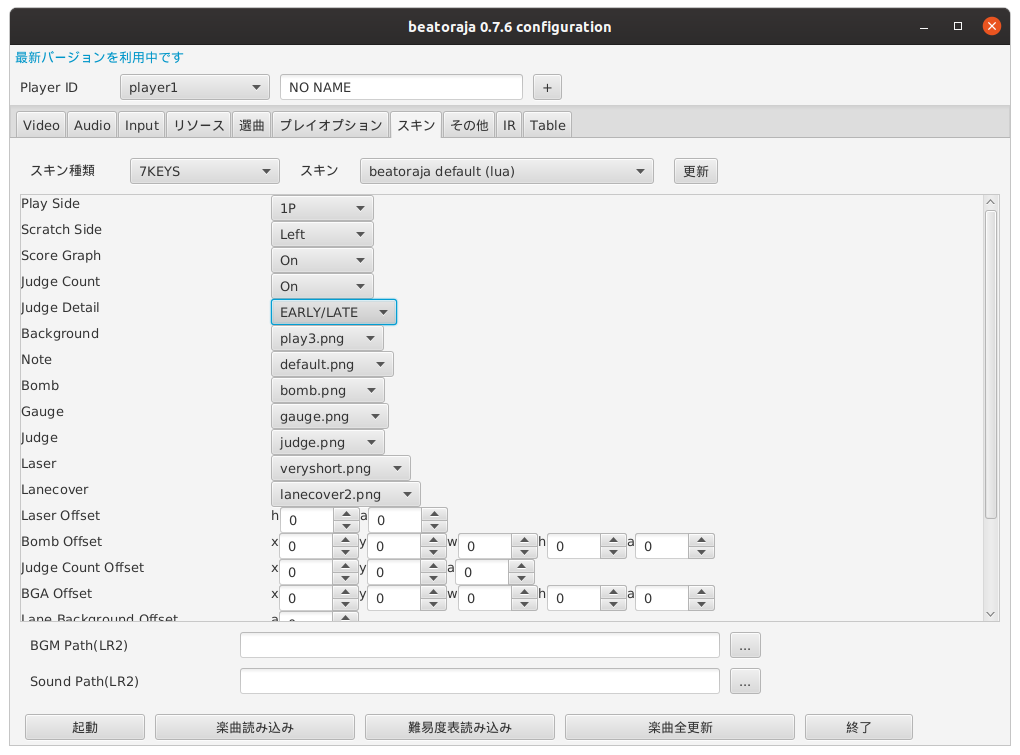 beatoraja 0.7.6 configuration
最新バージョンを利用中です
Player ID player1 NO NAME +
Video Audio Input リソース 選曲 プレイオプション スキン その他 IR Table
スキン種類 7KEYS スキン beatoraja default (lua) 更新
Play Side 1P
Scratch Side Left
Score Graph On
Judge Count On
Judge Detail EARLY/LATE
Background play3.png
Note default.png
Bomb bomb.png
Gauge gauge.png
Judge judge.png
Laser veryshort.png
Lanecover lanecover2.png
Laser Offset h 0 a 0
Bomb Offset x 0 y 0 w 0 h 0 a 0
Judge Count Offset x 0 y 0 a 0
BGA Offset x 0 y 0 w 0 h 0 a 0
Lane Background Offset a 0
BGM Path(LR2) ...
Sound Path(LR2) ...
起動 楽曲読み込み 難易度表読み込み 楽曲全更新 終了